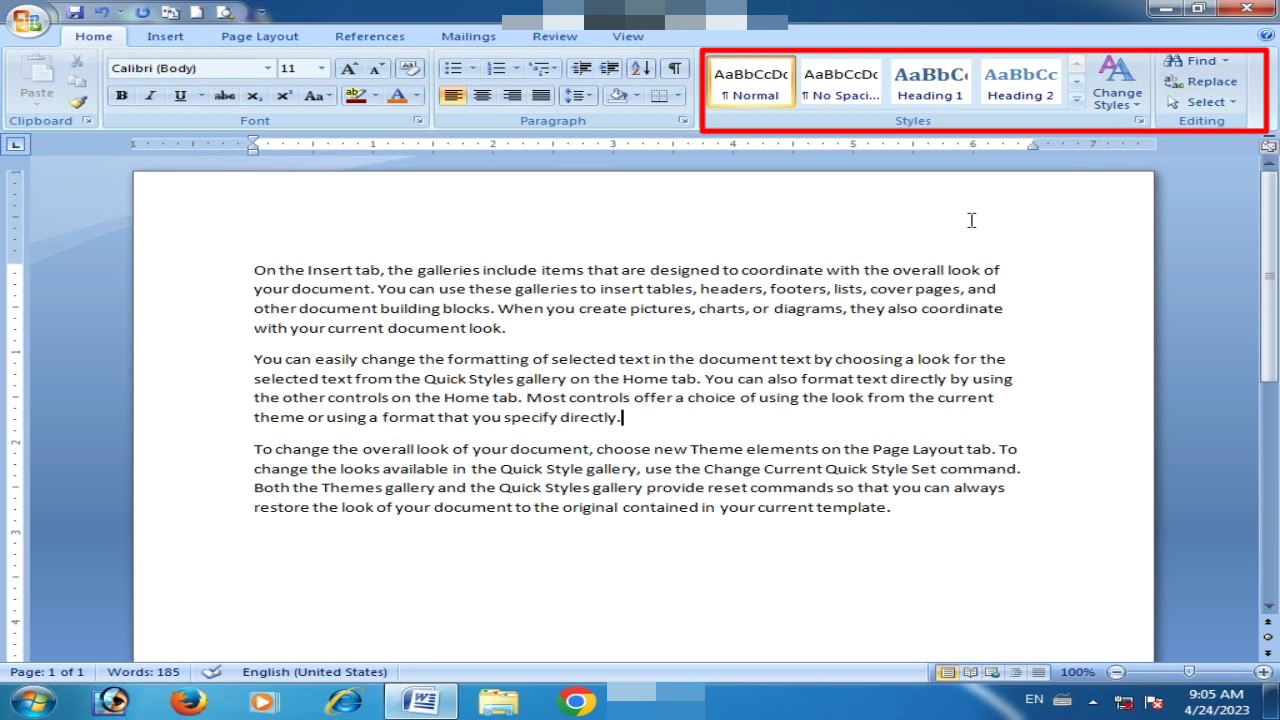 Home Insert Page Layout References Mailings Review View
Paste
Clipboard
Calibri (Body) 11
B I U abc x₂ x² Aa
Font
Paragraph
AaBbCcDc AaBbCcDc AaBbC AaBbCc
¶ Normal ¶ No Spaci... Heading 1 Heading 2
Change Styles
Styles
Find
Replace
Select
Editing
1 1 2 3 4 5 6 7
On the Insert tab, the galleries include items that are designed to coordinate with the overall look of
your document. You can use these galleries to insert tables, headers, footers, lists, cover pages, and
other document building blocks. When you create pictures, charts, or diagrams, they also coordinate
with your current document look.
You can easily change the formatting of selected text in the document text by choosing a look for the
selected text from the Quick Styles gallery on the Home tab. You can also format text directly by using
the other controls on the Home tab. Most controls offer a choice of using the look from the current
theme or using a format that you specify directly.
To change the overall look of your document, choose new Theme elements on the Page Layout tab. To
change the looks available in the Quick Style gallery, use the Change Current Quick Style Set command.
Both the Themes gallery and the Quick Styles gallery provide reset commands so that you can always
restore the look of your document to the original contained in your current template.
Page: 1 of 1 Words: 185 English (United States) 100%
EN 9:05 AM
4/24/2023